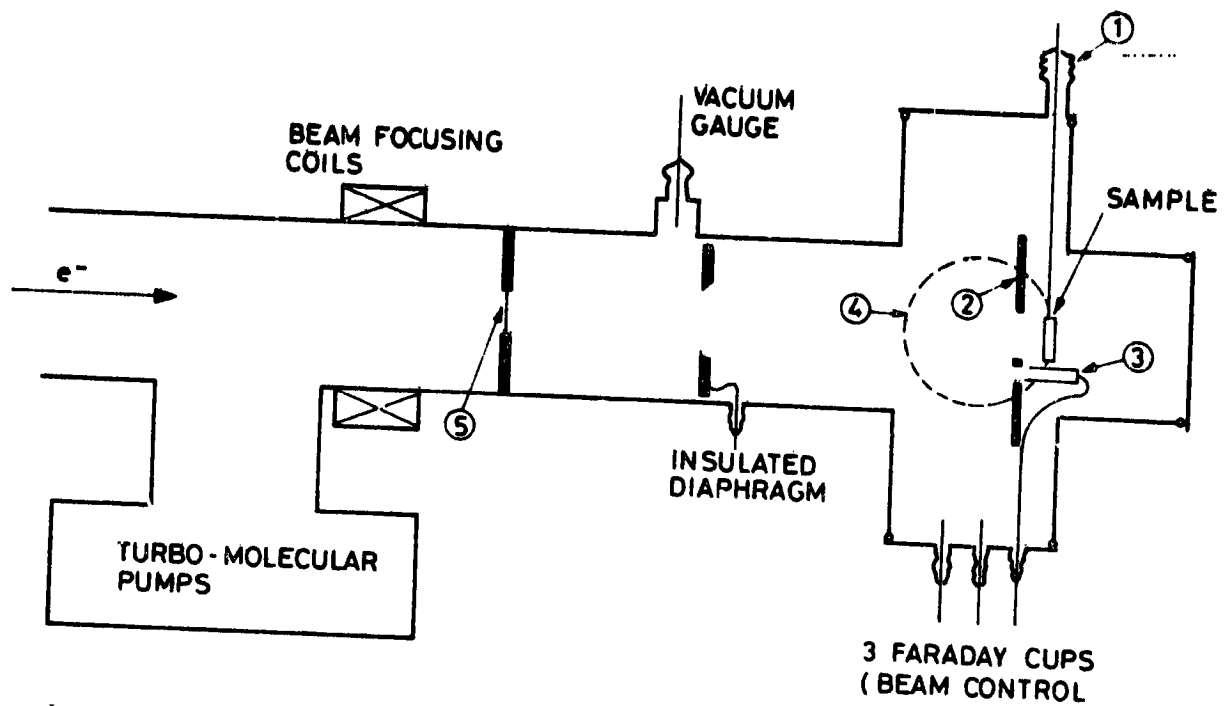 ①
VACUUM
GAUGE
BEAM FOCUSING
COILS
SAMPLE
e⁻
②
④
③
⑤
INSULATED
DIAPHRAGM
TURBO-MOLECULAR
PUMPS
3 FARADAY CUPS
(BEAM CONTROL